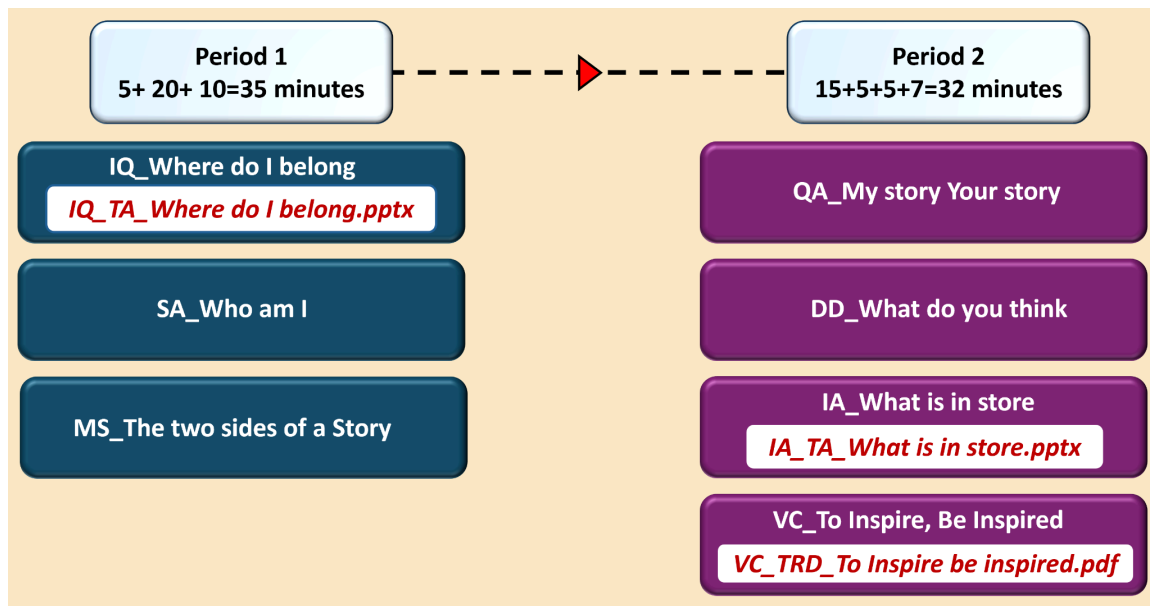 Period 1
5+ 20+ 10=35 minutes
IQ_Where do I belong
IQ_TA_Where do I belong.pptx
SA_Who am I
MS_The two sides of a Story
Period 2
15+5+5+7=32 minutes
QA_My story Your story
DD_What do you think
IA_What is in store
IA_TA_What is in store.pptx
VC_To Inspire, Be Inspired
VC_TRD_To Inspire be inspired.pdf